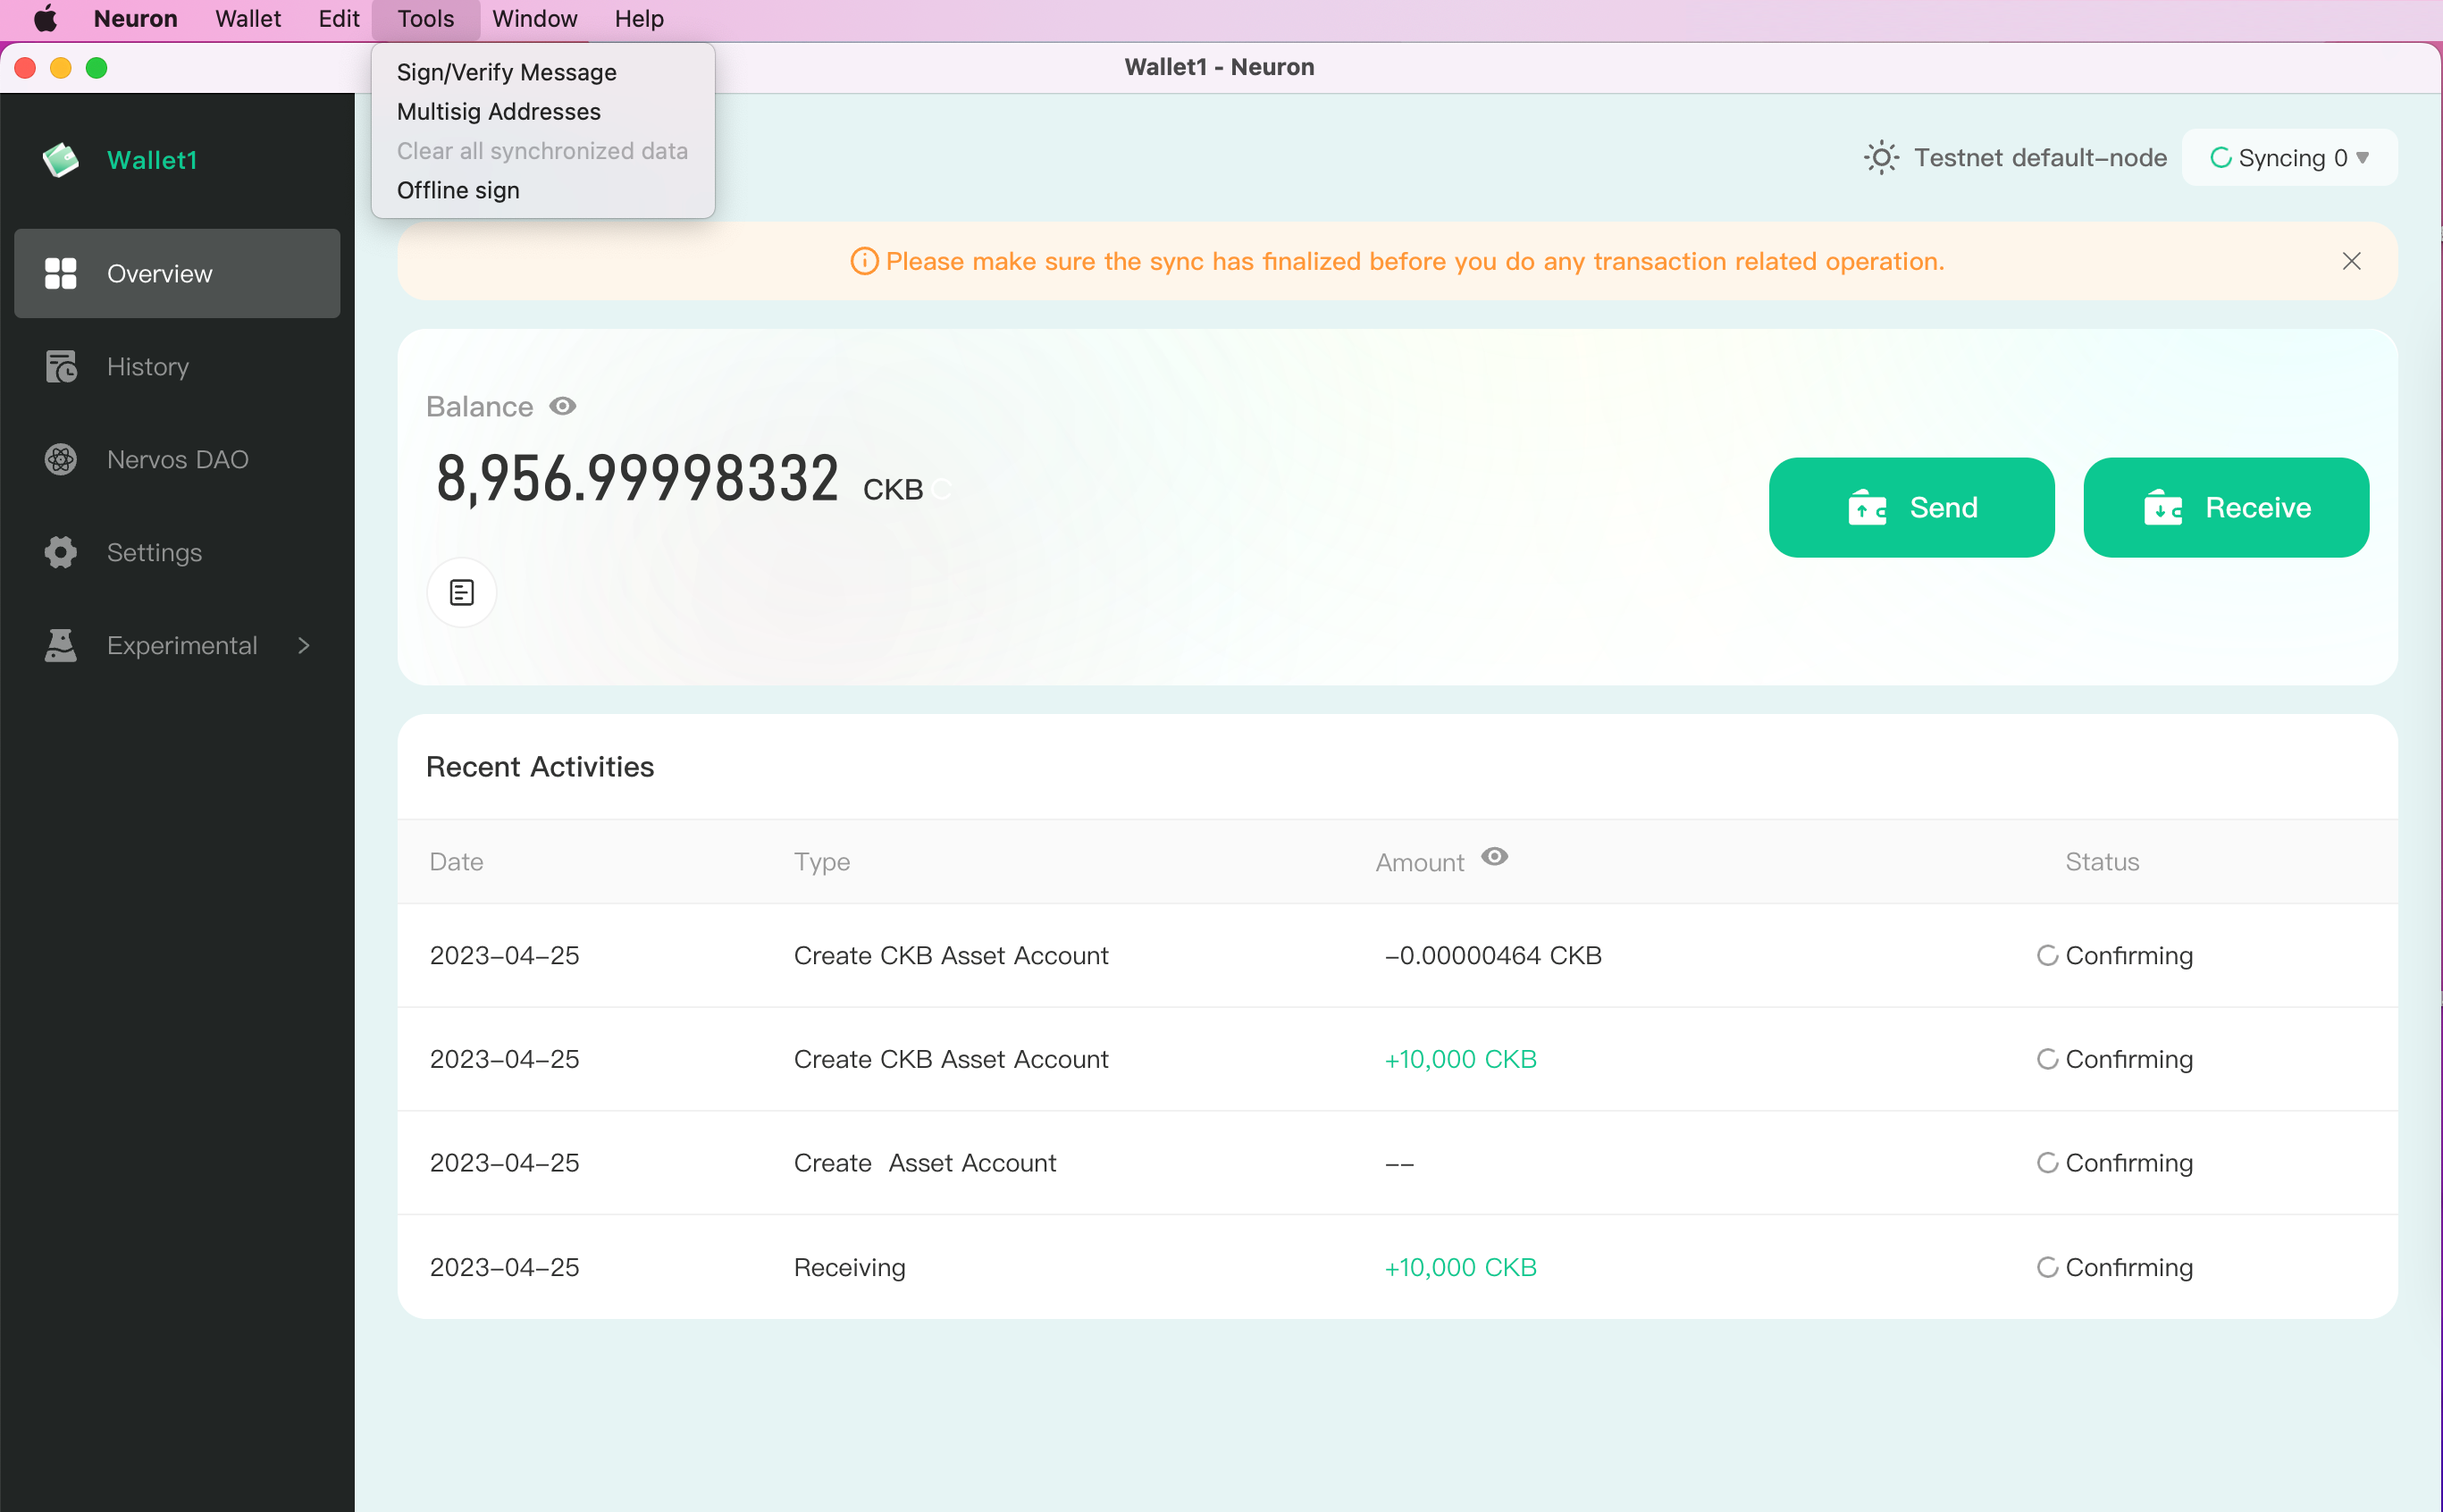 Neuron Wallet Edit Tools Window Help
Wallet1 - Neuron
Sign/Verify Message
Multisig Addresses
Clear all synchronized data
Offline sign
Wallet1
Overview
History
Nervos DAO
Settings
Experimental
Testnet default-node Syncing 0
Please make sure the sync has finalized before you do any transaction related operation.
Balance
8,956.99998332 CKB
Send Receive
Recent Activities
Date Type Amount Status
2023-04-25 Create CKB Asset Account -0.00000464 CKB Confirming
2023-04-25 Create CKB Asset Account +10,000 CKB Confirming
2023-04-25 Create Asset Account -- Confirming
2023-04-25 Receiving +10,000 CKB Confirming